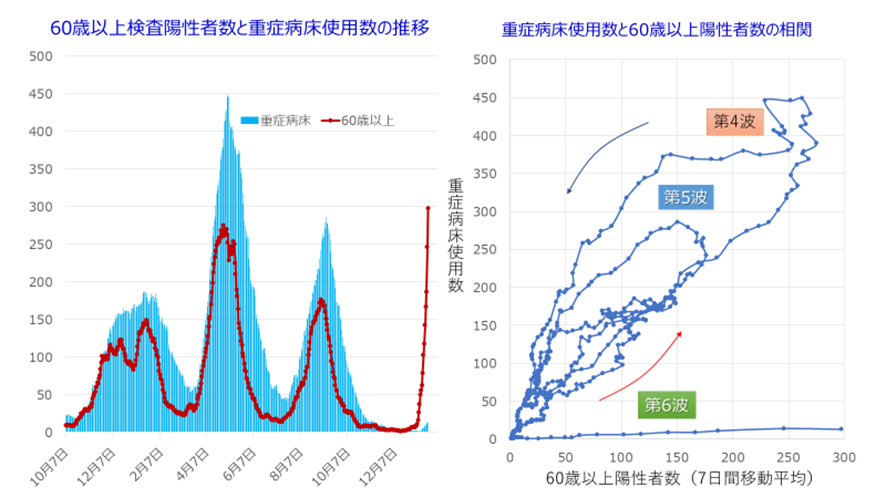 60歳以上検査陽性者数と重症病床使用数の推移
500
450
400
350
300
250
200
150
100
50
0
重症病床
60歳以上
10月7日
12月7日
2月7日
4月7日
6月7日
8月7日
10月7日
12月7日
重症病床使用数と60歳以上陽性者数の相関
重症病床使用数
500
450
400
350
300
250
200
150
100
50
0
第4波
第5波
第6波
0
50
100
150
200
250
300
60歳以上陽性者数（7日間移動平均）